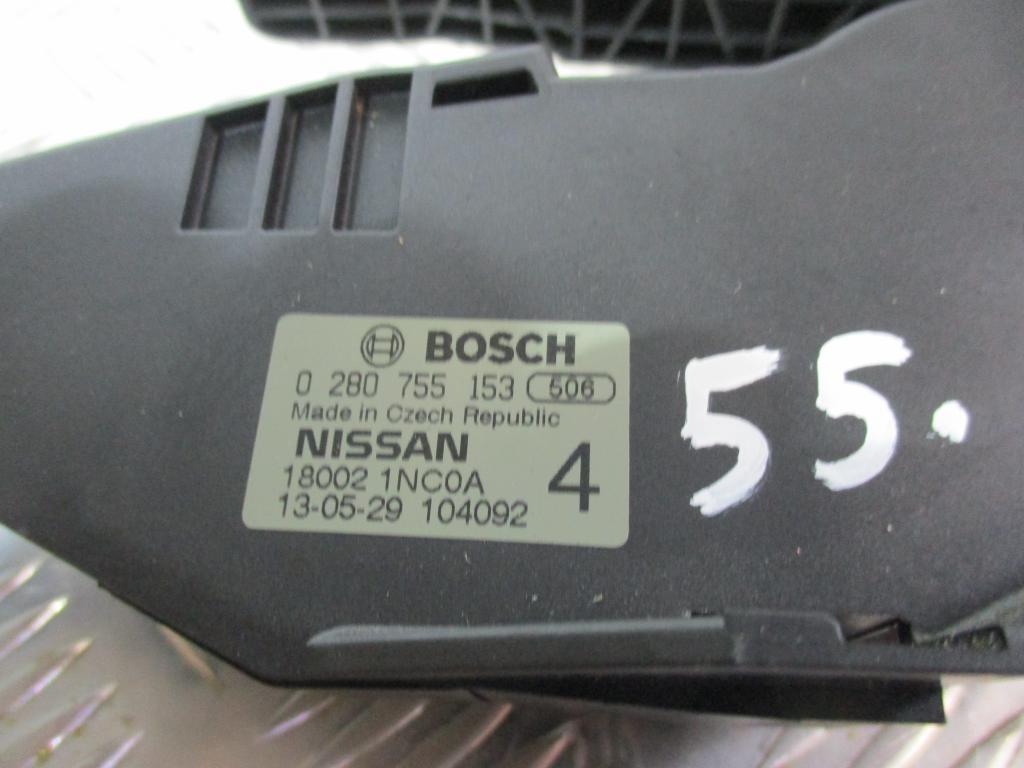 BOSCH
0 280 755 153 506
Made in Czech Republic
NISSAN
18002 1NC0A 4
13-05-29 104092
55.